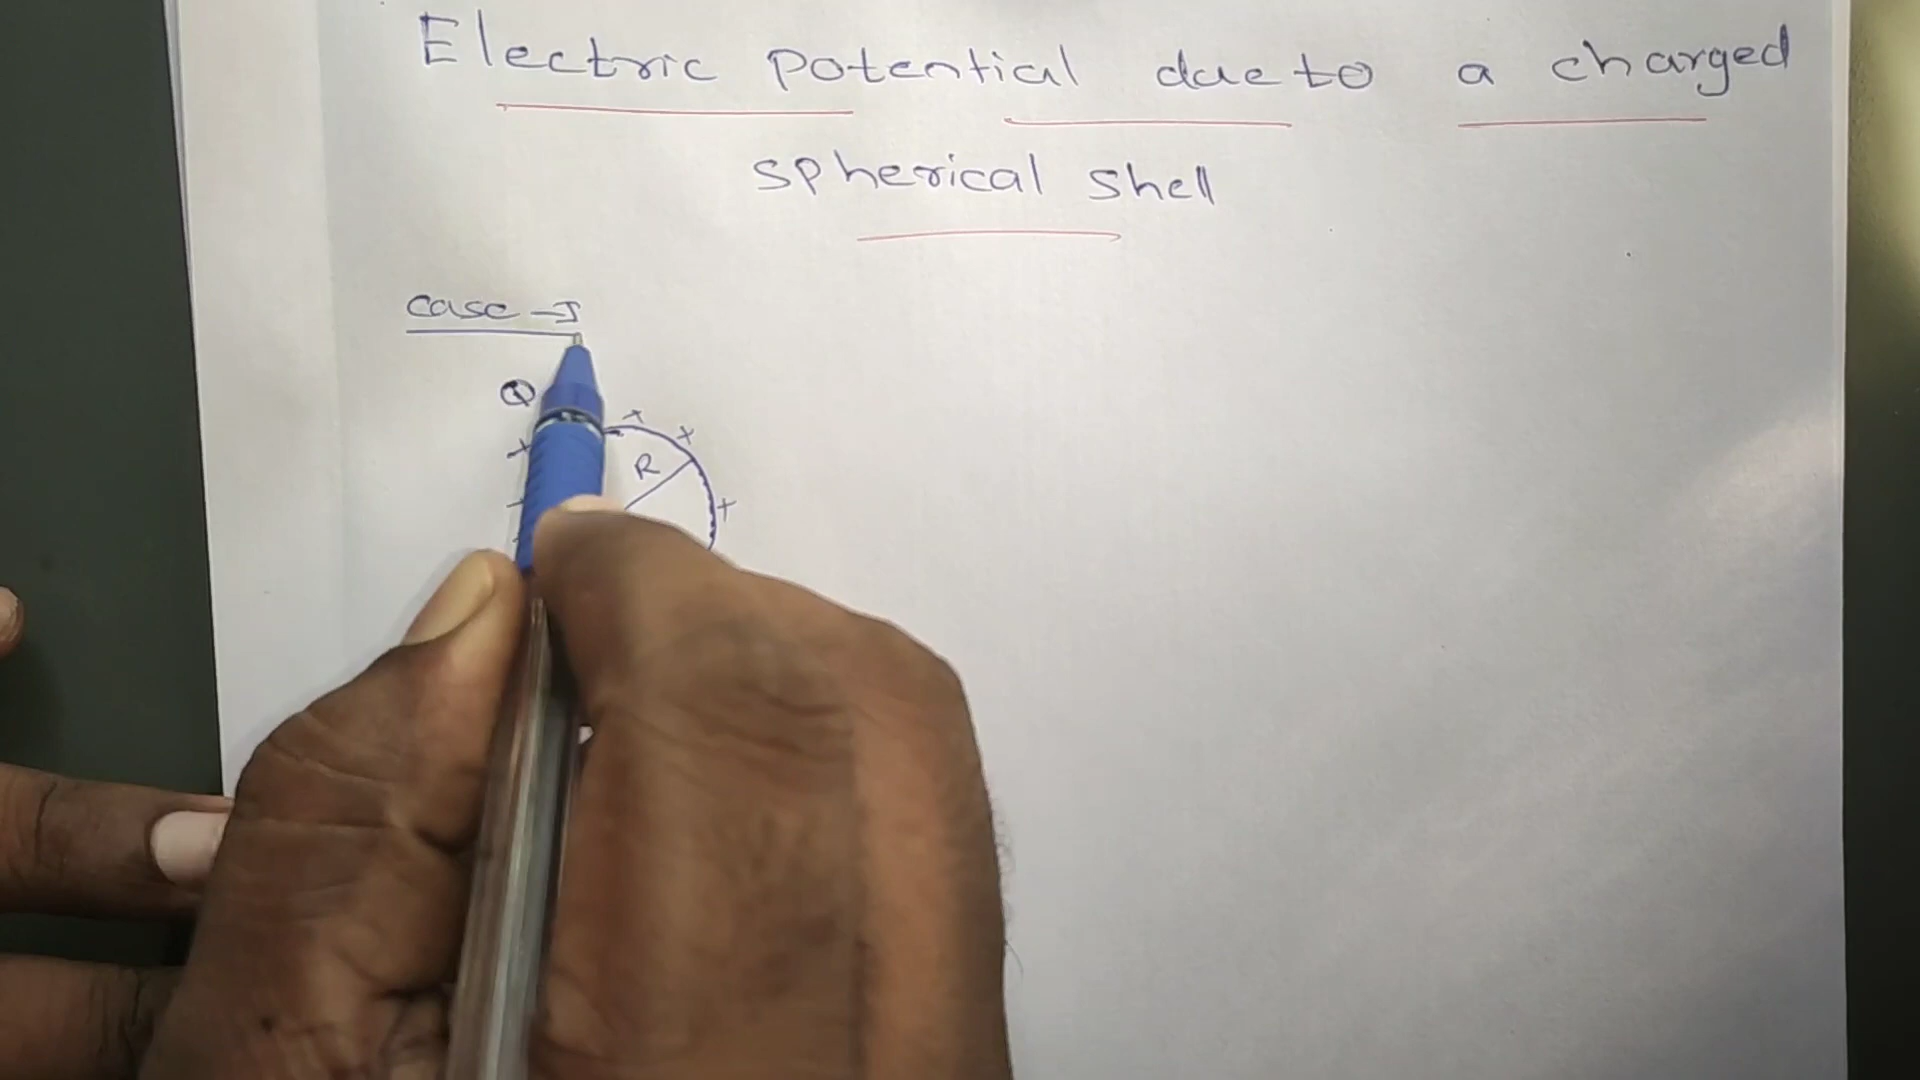 Electric potential due to a charged
spherical shell
case - I
Q
+ +
R
+ +
+